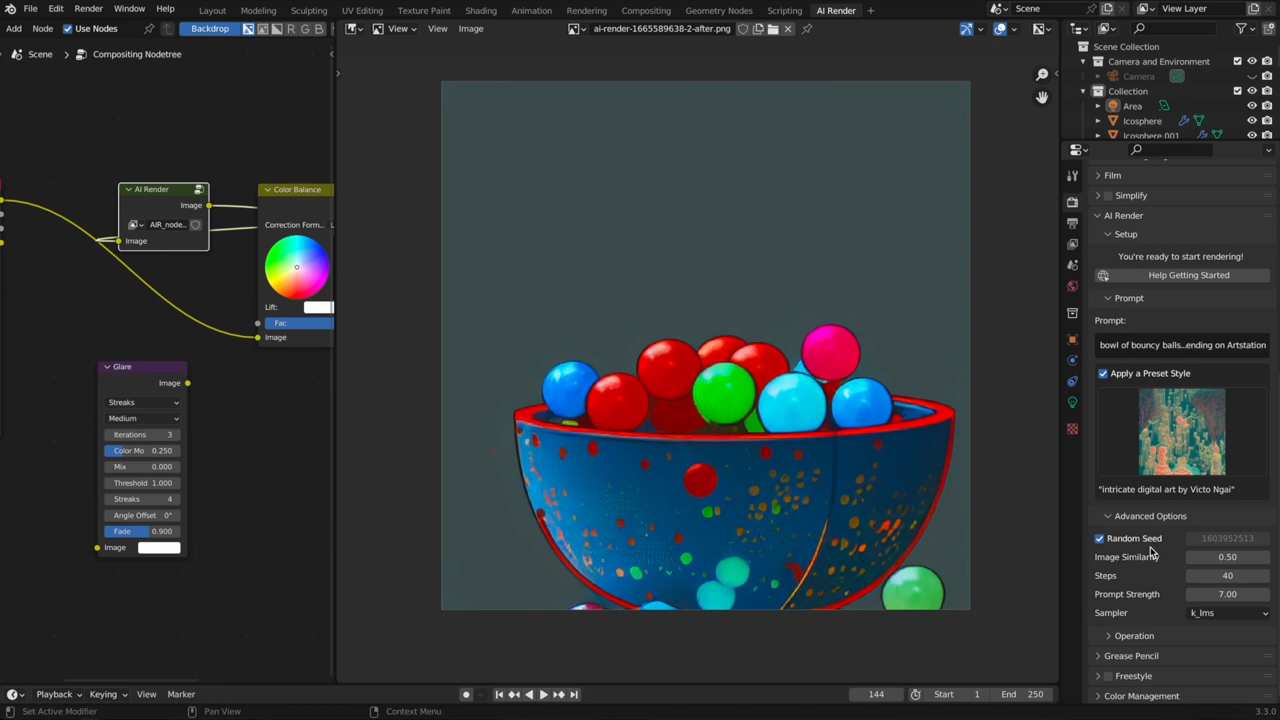 File Edit Render Window Help Layout Modeling Sculpting UV Editing Texture Paint Shading Animation Rendering Compositing Geometry Nodes Scripting AI Render Scene View Layer
Add Node Use Nodes Backdrop R G B View View Image ai-render-1665589638-2-after.png
Scene > Compositing Nodetree
Scene Collection
Camera and Environment
Camera
Collection
Area
Icosphere
Icosphere.001
AI Render
Image
AIR_node..
Image
Color Balance
Correction Form...
Lift:
Fac
Image
Glare
Image
Streaks
Medium
Iterations 3
Color Mo 0.250
Mix 0.000
Threshold 1.000
Streaks 4
Angle Offset 0°
Fade 0.900
Image
Film
Simplify
AI Render
Setup
You're ready to start rendering!
Help Getting Started
Prompt
Prompt:
bowl of bouncy balls...ending on Artstation
Apply a Preset Style
"intricate digital art by Victo Ngai"
Advanced Options
Random Seed 1603952513
Image Similarity 0.50
Steps 40
Prompt Strength 7.00
Sampler k_lms
Operation
Grease Pencil
Freestyle
Color Management
Playback Keying View Marker 144 Start 1 End 250
Set Active Modifier Pan View Context Menu 3.3.0